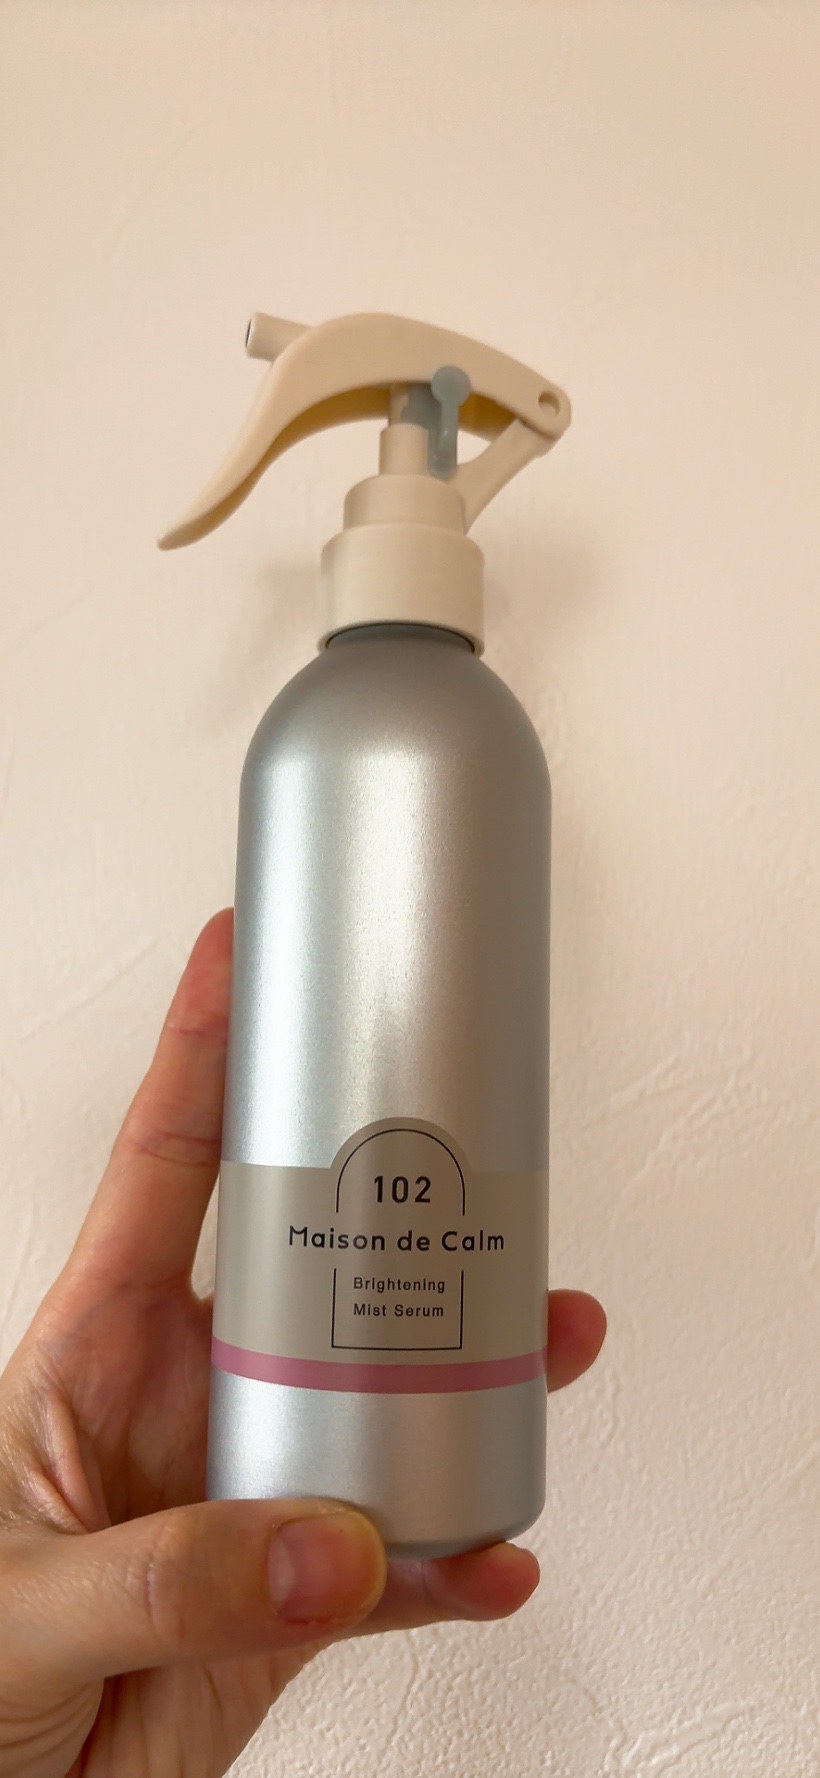 102
Maison de Calm
Brightening
Mist Serum